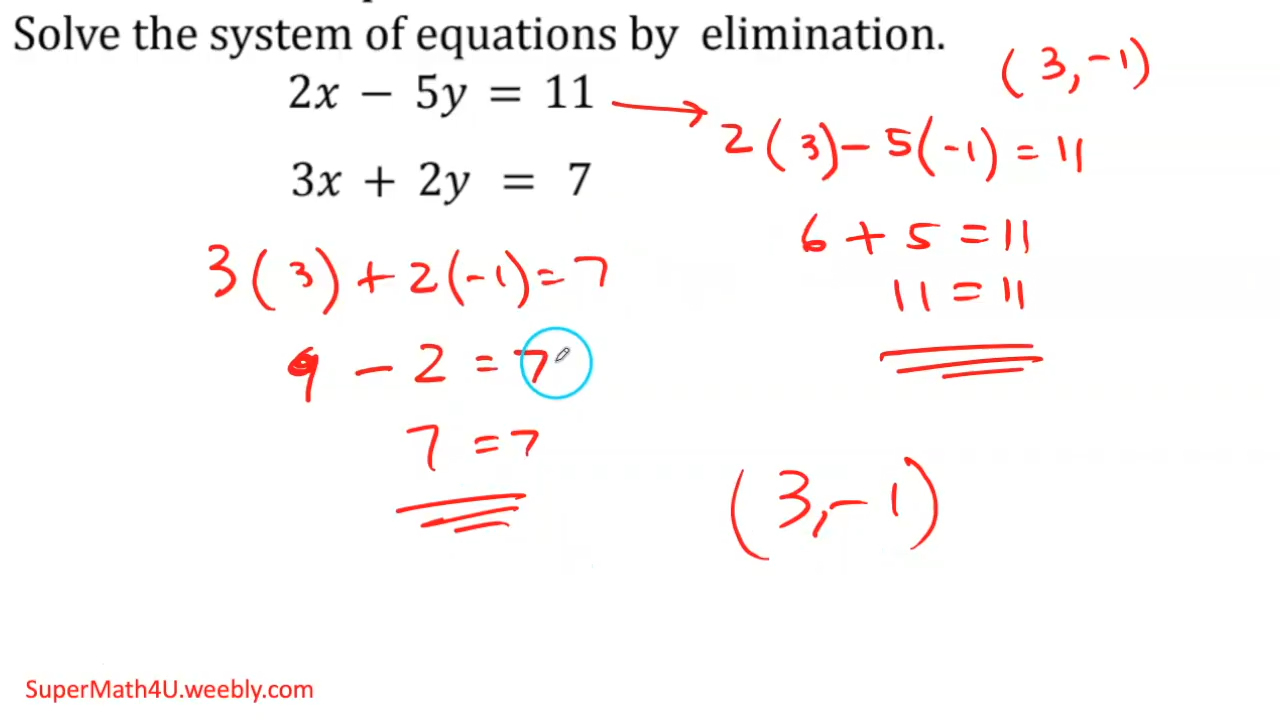 Solve the system of equations by elimination.
(3,-1)
2x − 5y = 11
2(3)-5(-1)=11
3x + 2y = 7
6+5=11
3(3)+2(-1)=7
11=11
9-2=7
7=7
(3,-1)
SuperMath4U.weebly.com